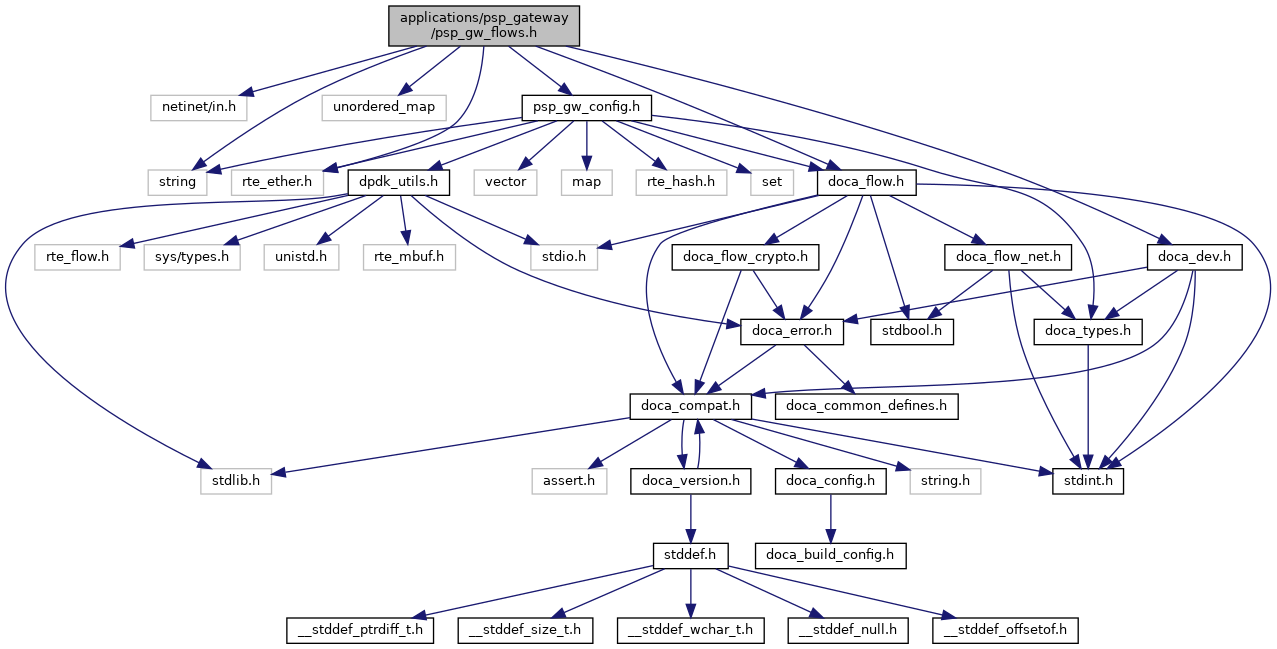 applications/psp_gateway
/psp_gw_flows.h
netinet/in.h
unordered_map
psp_gw_config.h
string
rte_ether.h
dpdk_utils.h
vector
map
rte_hash.h
set
doca_flow.h
rte_flow.h
sys/types.h
unistd.h
rte_mbuf.h
stdio.h
doca_flow_crypto.h
doca_flow_net.h
doca_dev.h
doca_error.h
stdbool.h
doca_types.h
doca_compat.h
doca_common_defines.h
stdlib.h
assert.h
doca_version.h
doca_config.h
string.h
stdint.h
stddef.h
doca_build_config.h
__stddef_ptrdiff_t.h
__stddef_size_t.h
__stddef_wchar_t.h
__stddef_null.h
__stddef_offsetof.h